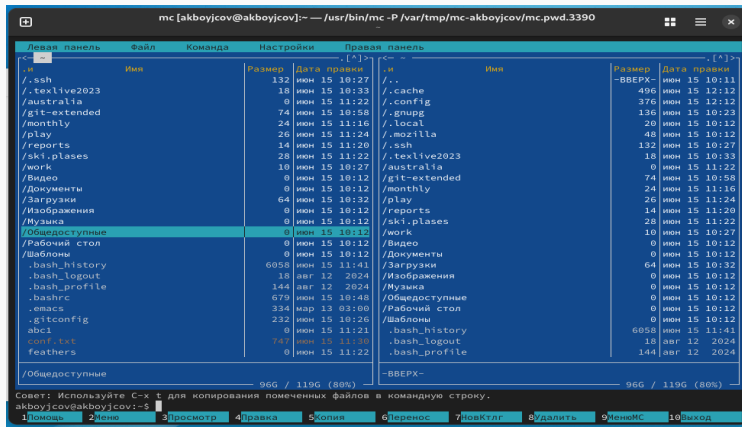 mc [akboyjcov@akboyjcov]:~ — /usr/bin/mc -P /var/tmp/mc-akboyjcov/mc.pwd.3390
Левая панель Файл Команда Настройки Правая панель
<— ~ .[^]> <— ~ .[^]>
.и Имя Размер Дата правки .и Имя Размер Дата правки
/.ssh 132 июн 15 10:27 /.. -ВВЕРХ- июн 15 10:11
/.texlive2023 18 июн 15 10:33 /.cache 496 июн 15 12:12
/australia 0 июн 15 11:22 /.config 376 июн 15 12:12
/git-extended 74 июн 15 10:58 /.gnupg 136 июн 15 10:23
/monthly 24 июн 15 11:16 /.local 20 июн 15 10:12
/play 26 июн 15 11:24 /.mozilla 48 июн 15 10:12
/reports 14 июн 15 11:20 /.ssh 132 июн 15 10:27
/ski.plases 28 июн 15 11:22 /.texlive2023 18 июн 15 10:33
/work 10 июн 15 10:27 /australia 0 июн 15 11:22
/Видео 0 июн 15 10:12 /git-extended 74 июн 15 10:58
/Документы 0 июн 15 10:12 /monthly 24 июн 15 11:16
/Загрузки 64 июн 15 10:32 /play 26 июн 15 11:24
/Изображения 0 июн 15 10:12 /reports 14 июн 15 11:20
/Музыка 0 июн 15 10:12 /ski.plases 28 июн 15 11:22
/Общедоступные 0 июн 15 10:12 /work 10 июн 15 10:27
/Рабочий стол 0 июн 15 10:12 /Видео 0 июн 15 10:12
/Шаблоны 0 июн 15 10:12 /Документы 0 июн 15 10:12
.bash_history 6058 июн 15 11:41 /Загрузки 64 июн 15 10:32
.bash_logout 18 авг 12 2024 /Изображения 0 июн 15 10:12
.bash_profile 144 авг 12 2024 /Музыка 0 июн 15 10:12
.bashrc 679 июн 15 10:48 /Общедоступные 0 июн 15 10:12
.emacs 334 мар 13 03:00 /Рабочий стол 0 июн 15 10:12
.gitconfig 232 июн 15 10:26 /Шаблоны 0 июн 15 10:12
abc1 0 июн 15 11:21 .bash_history 6058 июн 15 11:41
conf.txt 747 июн 15 11:30 .bash_logout 18 авг 12 2024
feathers 0 июн 15 11:22 .bash_profile 144 авг 12 2024
/Общедоступные -ВВЕРХ-
96G / 119G (80%) 96G / 119G (80%)
Совет: Используйте C-x t для копирования помеченных файлов в командную строку.
akboyjcov@akboyjcov:~$
1Помощь 2Меню 3Просмотр 4Правка 5Копия 6Перенос 7НовКтлг 8Удалить 9МенюМС 10Выход